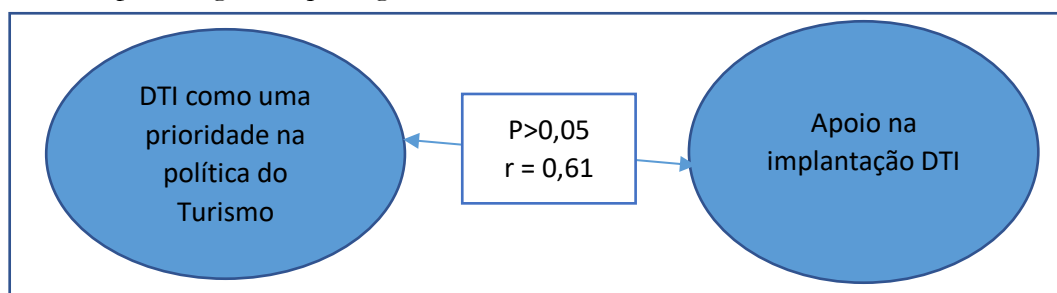 DTI como uma
prioridade na
política do
Turismo
P>0,05
r = 0,61
Apoio na
implantação DTI